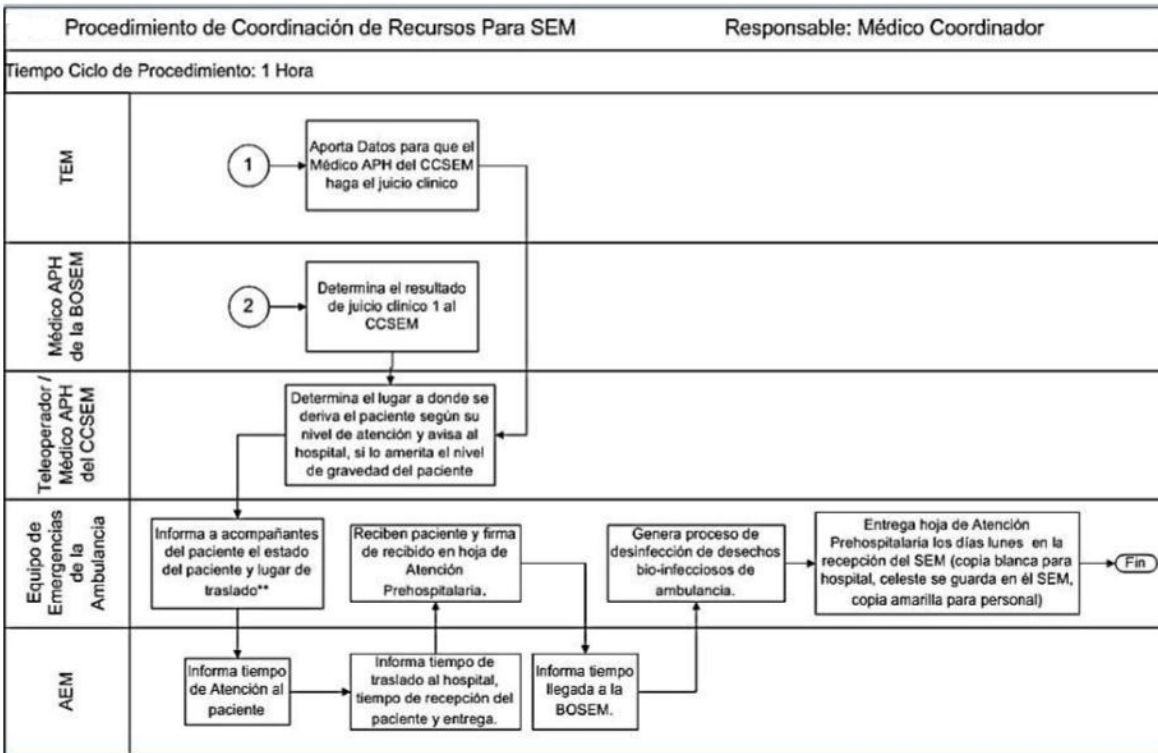 Procedimiento de Coordinación de Recursos Para SEM
Responsable: Médico Coordinador
Tiempo Ciclo de Procedimiento: 1 Hora
TEM
1
Aporta Datos para que el
Médico APH del CCSEM
haga el juicio clinico
Médico APH
de la BOSEM
2
Determina el resultado
de juicio clinico 1 al
CCSEM
Teleoperador /
Médico APH
del CCSEM
Determina el lugar a donde se
deriva el paciente según su
nivel de atención y avisa al
hospital, si lo amerita el nivel
de gravedad del paciente
Equipo de
Emergencias
de la
Ambulancia
Informa a acompañantes
del paciente el estado
del paciente y lugar de
traslado**
Reciben paciente y firma
de recibido en hoja de
Atención
Prehospitalaria.
Genera proceso de
desinfección de desechos
bio-infecciosos de
ambulancia.
Entrega hoja de Atención
Prehospitalaria los días lunes en la
recepción del SEM (copia blanca para
hospital, celeste se guarda en él SEM,
copia amarilla para personal)
Fin
AEM
Informa tiempo
de Atención al
paciente
Informa tiempo de
traslado al hospital,
tiempo de recepción del
paciente y entrega.
Informa tiempo
llegada a la
BOSEM.